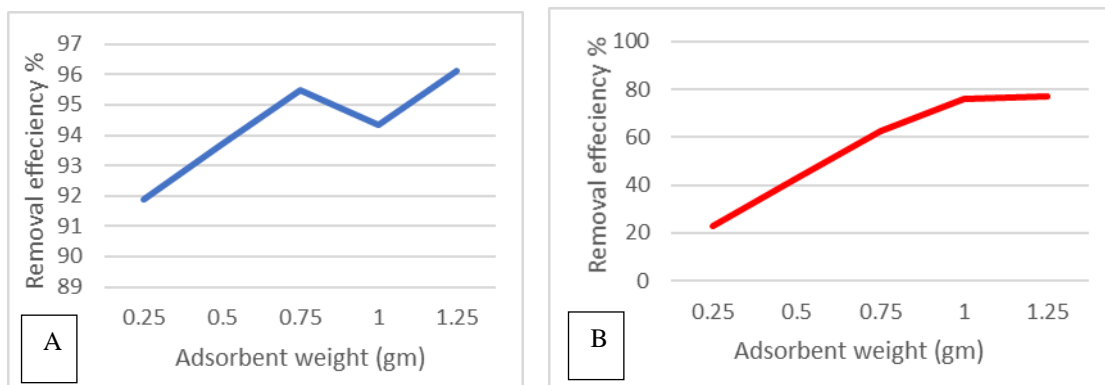 Removal effeciency %
97
96
95
94
93
92
91
90
89
0.25 0.5 0.75 1 1.25
Adsorbent weight (gm)
A
Removal effeciency %
100
80
60
40
20
0
0.25 0.5 0.75 1 1.25
Adsorbent weight (gm)
B